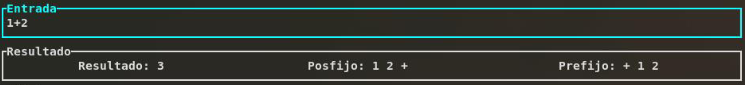 Entrada
1+2
Resultado
Resultado: 3 Posfijo: 1 2 + Prefijo: + 1 2